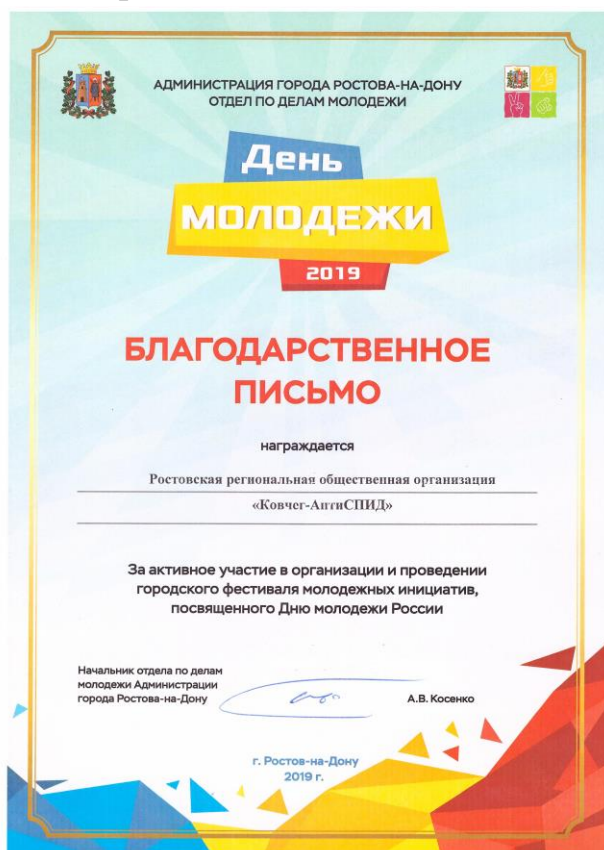 АДМИНИСТРАЦИЯ ГОРОДА РОСТОВА-НА-ДОНУ
ОТДЕЛ ПО ДЕЛАМ МОЛОДЕЖИ
День
МОЛОДЕЖИ
2019
БЛАГОДАРСТВЕННОЕ
ПИСЬМО
награждается
Ростовская региональная общественная организация
«Ковчег-АнтиСПИД»
За активное участие в организации и проведении
городского фестиваля молодежных инициатив,
посвященного Дню молодежи России
Начальник отдела по делам
молодежи Администрации
города Ростова-на-Дону
А.В. Косенко
г. Ростов-на-Дону
2019 г.